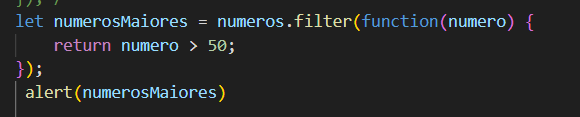 }); /
let numerosMaiores = numeros.filter(function(numero) {
    return numero > 50;
});
 alert(numerosMaiores)